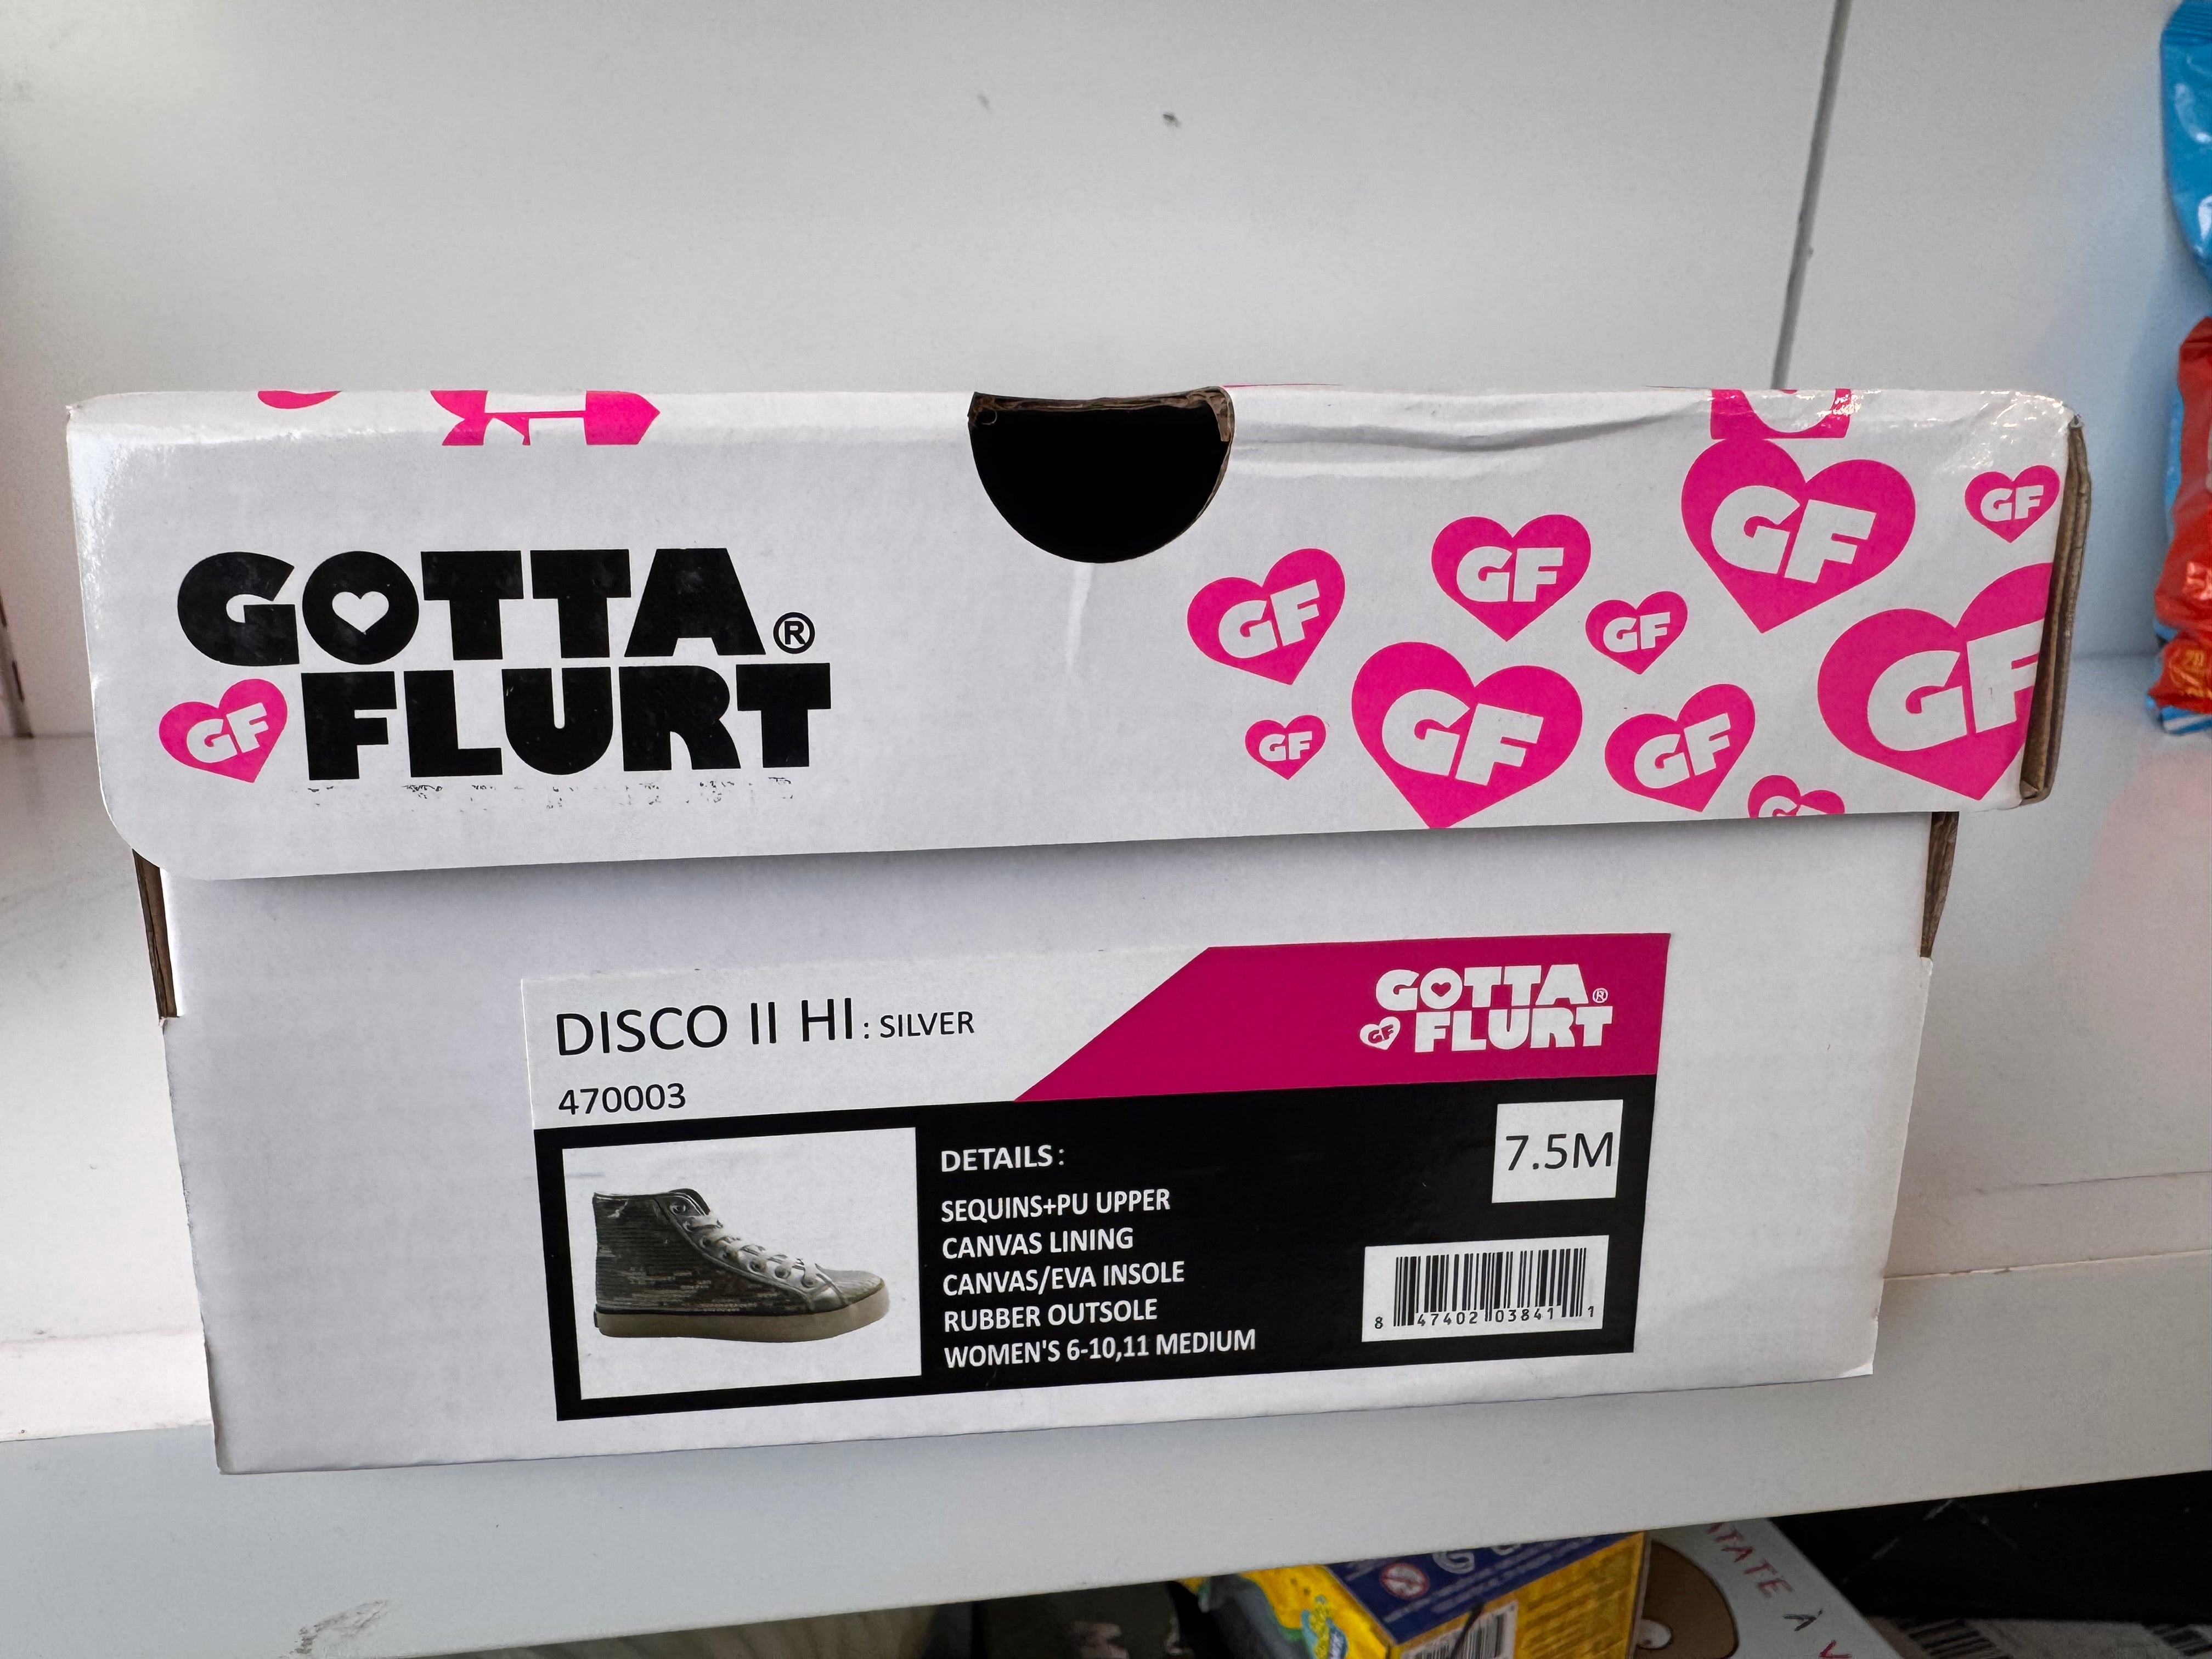 GOTTA®
GF FLURT
GF
GF
GF
GF
GF
GF
GF
GF
GF
DISCO II HI: SILVER
470003
GOTTA®
GF FLURT
7.5M
DETAILS:
SEQUINS+PU UPPER
CANVAS LINING
CANVAS/EVA INSOLE
RUBBER OUTSOLE
WOMEN'S 6-10,11 MEDIUM
8 47402 03841 1